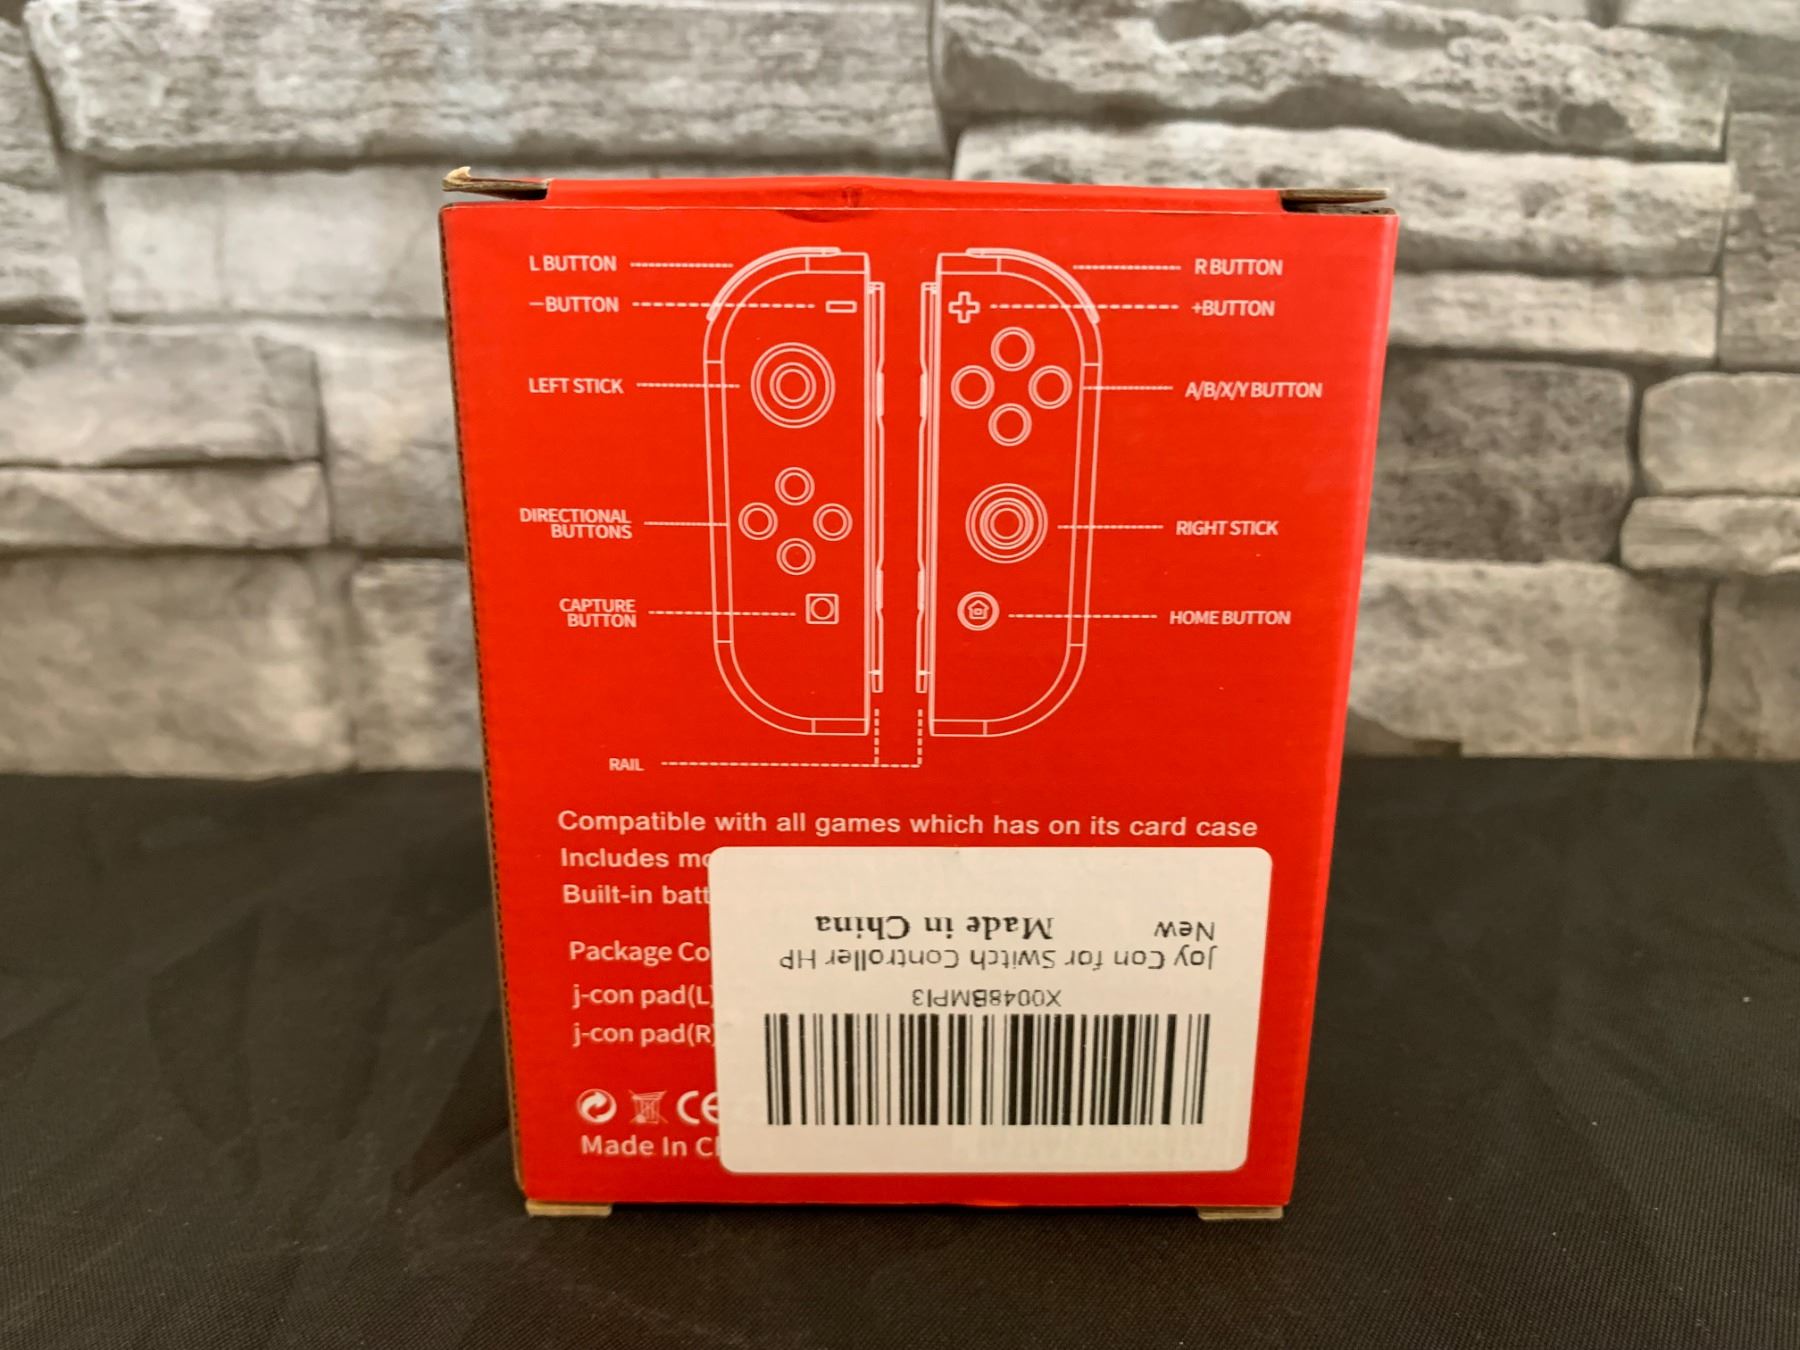 L BUTTON
R BUTTON
–BUTTON
+BUTTON
LEFT STICK
A/B/X/Y BUTTON
DIRECTIONAL
BUTTONS
RIGHT STICK
CAPTURE
BUTTON
HOME BUTTON
RAIL
Compatible with all games which has on its card case
Includes
Built-in
Package
j-con pad(L)
j-con pad(R)
CE
Made In
X0048BMPI3
Joy Con for Switch Controller HP
New Made in China